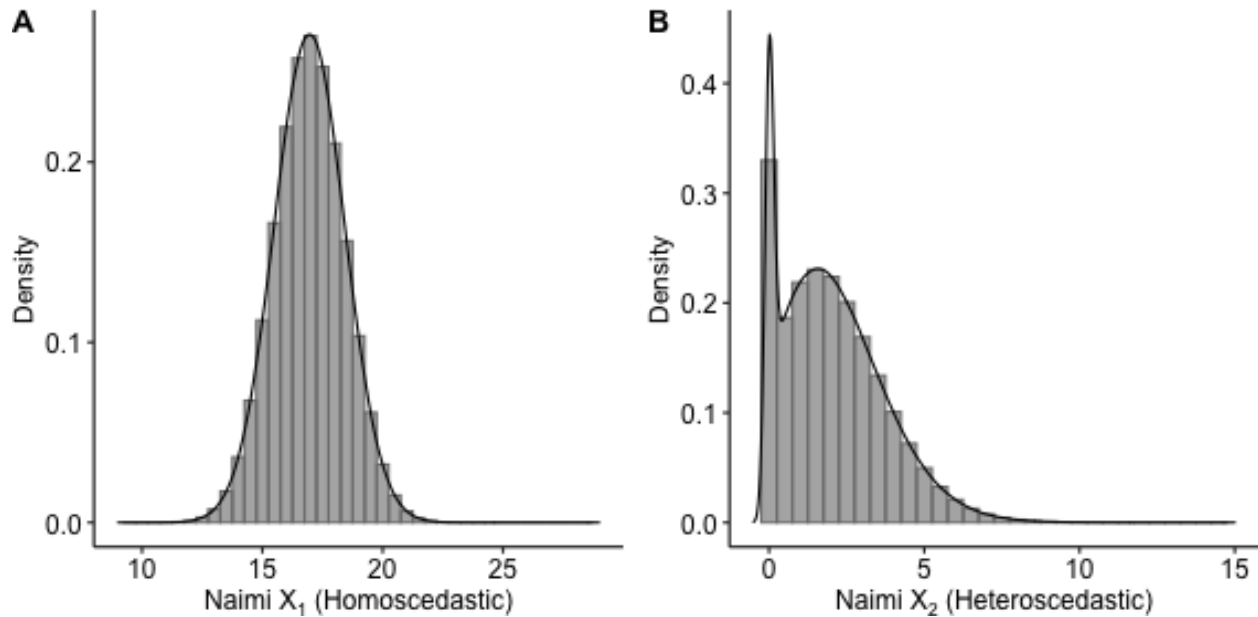 A
Density
0.2
0.1
0.0
10 15 20 25
Naimi X₁ (Homoscedastic)
B
Density
0.4
0.3
0.2
0.1
0.0
0 5 10 15
Naimi X₂ (Heteroscedastic)